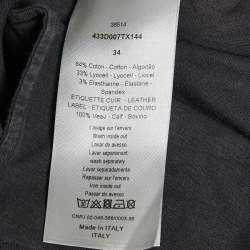 38514
433D007TX144
34
64% Coton - Cotton - Algodão
33% Lyocell - Lyocell - Liocel
3% Elasthanne - Elastane -
Spandex
ETIQUETTE CUIR - LEATHER
LABEL - ETIQUETA DE COURO
100% Veau - Calf - Bovino
Lavage sur l'envers
Wash inside out
Lavar do avesso
Laver séparément
wash separately
Lavar separadamente
Repasser sur l'envers
Iron inside out
Passar do avesso
MADE IN ITALY
Made in
ITALY